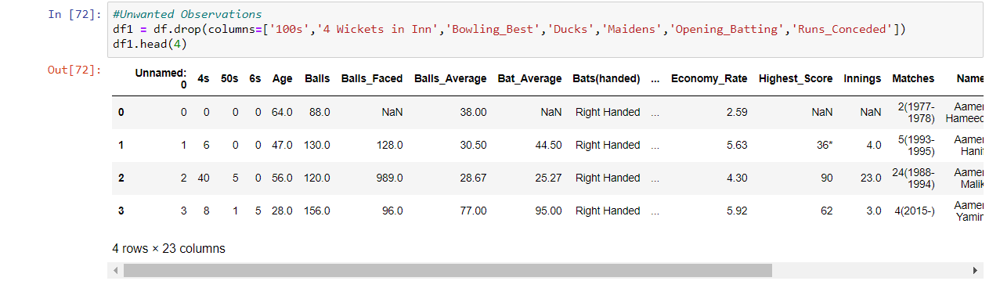 In [72]: #Unwanted Observations
df1 = df.drop(columns=['100s','4 Wickets in Inn','Bowling_Best','Ducks','Maidens','Opening_Batting','Runs_Conceded'])
df1.head(4)
Out[72]:
Unnamed: 0 4s 50s 6s Age Balls Balls_Faced Balls_Average Bat_Average Bats(handed) ... Economy_Rate Highest_Score Innings Matches Name
0 0 0 0 0 64.0 88.0 NaN 38.00 NaN Right Handed ... 2.59 NaN NaN 2(1977-1978) Aamer Hameed
1 1 6 0 0 47.0 130.0 128.0 30.50 44.50 Right Handed ... 5.63 36* 4.0 5(1993-1995) Aamer Hanif
2 2 40 5 0 56.0 120.0 989.0 28.67 25.27 Right Handed ... 4.30 90 23.0 24(1988-1994) Aamer Malik
3 3 8 1 5 28.0 156.0 96.0 77.00 95.00 Right Handed ... 5.92 62 3.0 4(2015-) Aamer Yamin
4 rows × 23 columns